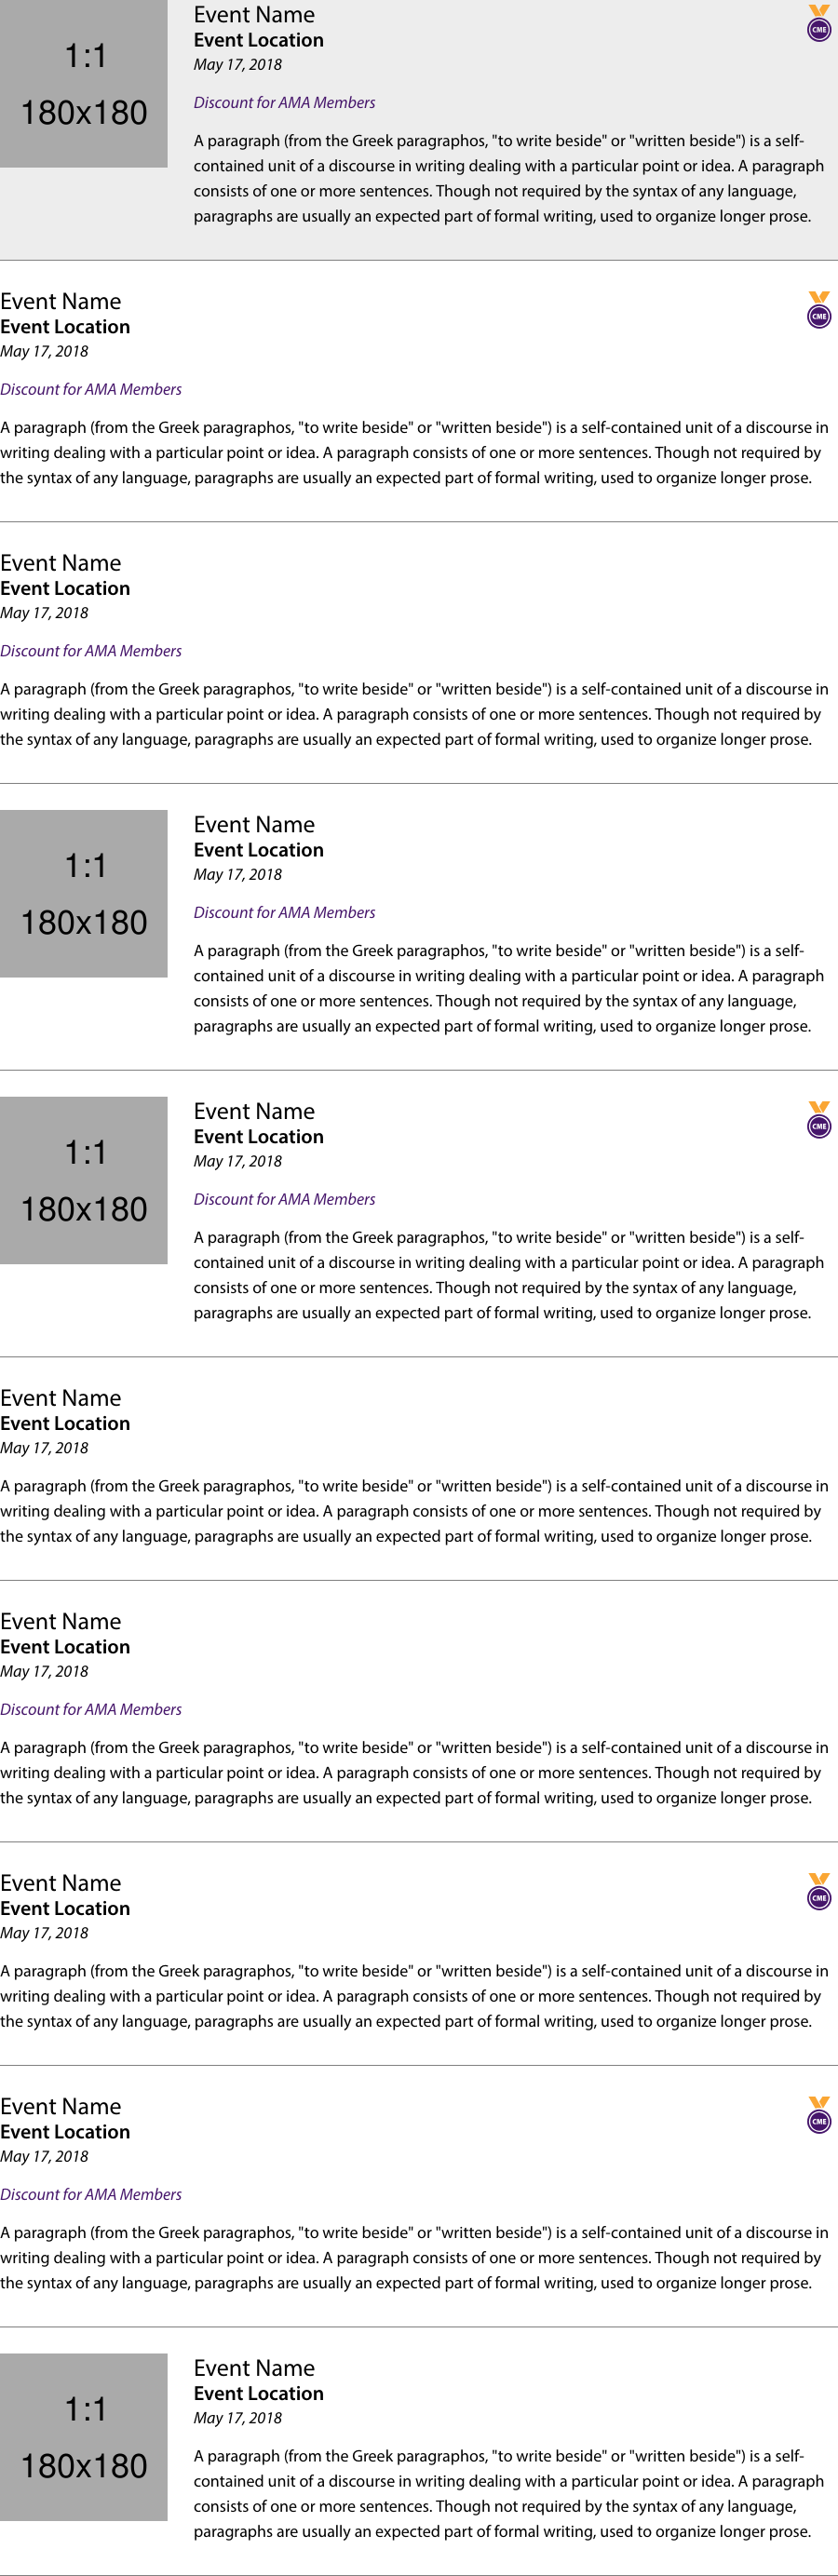 1:1
180x180
Event Name
CME
Event Location
May 17, 2018
Discount for AMA Members
A paragraph (from the Greek paragraphos, "to write beside" or "written beside") is a self-
contained unit of a discourse in writing dealing with a particular point or idea. A paragraph
consists of one or more sentences. Though not required by the syntax of any language,
paragraphs are usually an expected part of formal writing, used to organize longer prose.
Event Name
CME
Event Location
May 17, 2018
Discount for AMA Members
A paragraph (from the Greek paragraphos, "to write beside" or "written beside") is a self-contained unit of a discourse in
writing dealing with a particular point or idea. A paragraph consists of one or more sentences. Though not required by
the syntax of any language, paragraphs are usually an expected part of formal writing, used to organize longer prose.
Event Name
Event Location
May 17, 2018
Discount for AMA Members
A paragraph (from the Greek paragraphos, "to write beside" or "written beside") is a self-contained unit of a discourse in
writing dealing with a particular point or idea. A paragraph consists of one or more sentences. Though not required by
the syntax of any language, paragraphs are usually an expected part of formal writing, used to organize longer prose.
1:1
180x180
Event Name
Event Location
May 17, 2018
Discount for AMA Members
A paragraph (from the Greek paragraphos, "to write beside" or "written beside") is a self-
contained unit of a discourse in writing dealing with a particular point or idea. A paragraph
consists of one or more sentences. Though not required by the syntax of any language,
paragraphs are usually an expected part of formal writing, used to organize longer prose.
1:1
180x180
Event Name
CME
Event Location
May 17, 2018
Discount for AMA Members
A paragraph (from the Greek paragraphos, "to write beside" or "written beside") is a self-
contained unit of a discourse in writing dealing with a particular point or idea. A paragraph
consists of one or more sentences. Though not required by the syntax of any language,
paragraphs are usually an expected part of formal writing, used to organize longer prose.
Event Name
Event Location
May 17, 2018
A paragraph (from the Greek paragraphos, "to write beside" or "written beside") is a self-contained unit of a discourse in
writing dealing with a particular point or idea. A paragraph consists of one or more sentences. Though not required by
the syntax of any language, paragraphs are usually an expected part of formal writing, used to organize longer prose.
Event Name
Event Location
May 17, 2018
Discount for AMA Members
A paragraph (from the Greek paragraphos, "to write beside" or "written beside") is a self-contained unit of a discourse in
writing dealing with a particular point or idea. A paragraph consists of one or more sentences. Though not required by
the syntax of any language, paragraphs are usually an expected part of formal writing, used to organize longer prose.
Event Name
CME
Event Location
May 17, 2018
A paragraph (from the Greek paragraphos, "to write beside" or "written beside") is a self-contained unit of a discourse in
writing dealing with a particular point or idea. A paragraph consists of one or more sentences. Though not required by
the syntax of any language, paragraphs are usually an expected part of formal writing, used to organize longer prose.
Event Name
CME
Event Location
May 17, 2018
Discount for AMA Members
A paragraph (from the Greek paragraphos, "to write beside" or "written beside") is a self-contained unit of a discourse in
writing dealing with a particular point or idea. A paragraph consists of one or more sentences. Though not required by
the syntax of any language, paragraphs are usually an expected part of formal writing, used to organize longer prose.
1:1
180x180
Event Name
Event Location
May 17, 2018
A paragraph (from the Greek paragraphos, "to write beside" or "written beside") is a self-
contained unit of a discourse in writing dealing with a particular point or idea. A paragraph
consists of one or more sentences. Though not required by the syntax of any language,
paragraphs are usually an expected part of formal writing, used to organize longer prose.